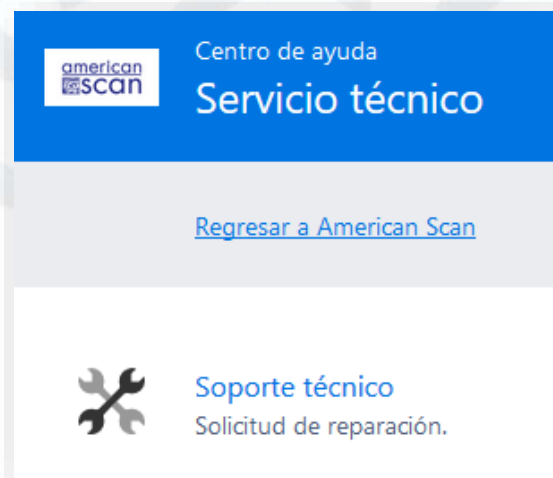 american
scan
Centro de ayuda
Servicio técnico
Regresar a American Scan
Soporte técnico
Solicitud de reparación.